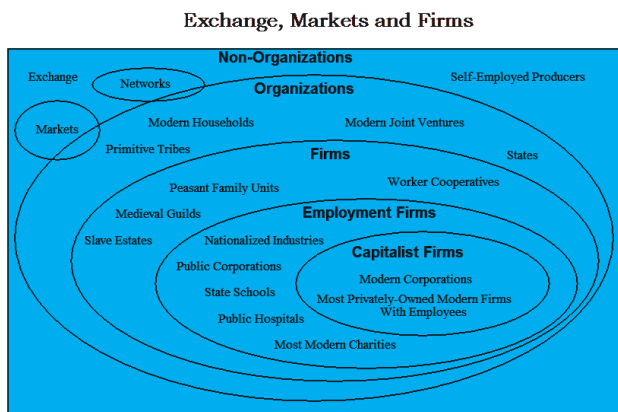 Exchange, Markets and Firms
Non-Organizations
Exchange
Networks
Self-Employed Producers
Organizations
Markets
Modern Households
Modern Joint Ventures
Primitive Tribes
Firms
States
Peasant Family Units
Worker Cooperatives
Medieval Guilds
Employment Firms
Slave Estates
Nationalized Industries
Capitalist Firms
Public Corporations
Modern Corporations
State Schools
Most Privately-Owned Modern Firms
With Employees
Public Hospitals
Most Modern Charities